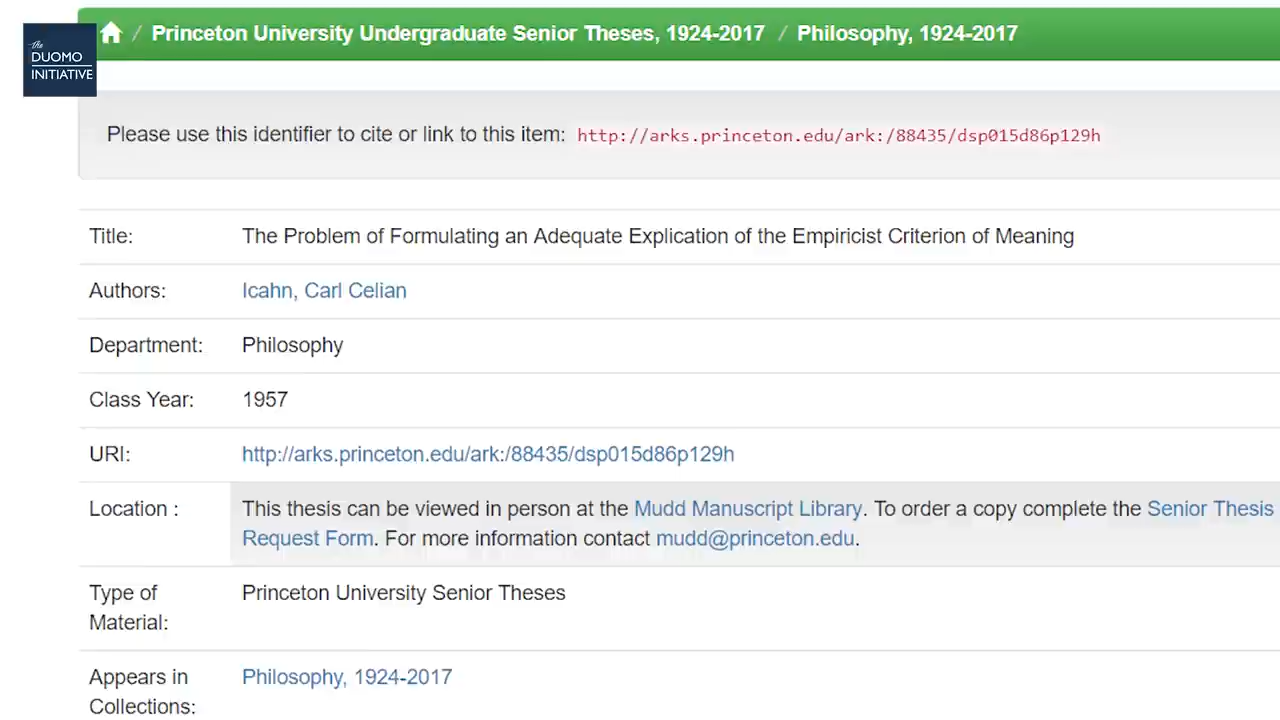 / Princeton University Undergraduate Senior Theses, 1924-2017 / Philosophy, 1924-2017
the
DUOMO
INITIATIVE
Please use this identifier to cite or link to this item: http://arks.princeton.edu/ark:/88435/dsp015d86p129h
Title: The Problem of Formulating an Adequate Explication of the Empiricist Criterion of Meaning
Authors: Icahn, Carl Celian
Department: Philosophy
Class Year: 1957
URI: http://arks.princeton.edu/ark:/88435/dsp015d86p129h
Location : This thesis can be viewed in person at the Mudd Manuscript Library. To order a copy complete the Senior Thesis
Request Form. For more information contact mudd@princeton.edu.
Type of Princeton University Senior Theses
Material:
Appears in Philosophy, 1924-2017
Collections: